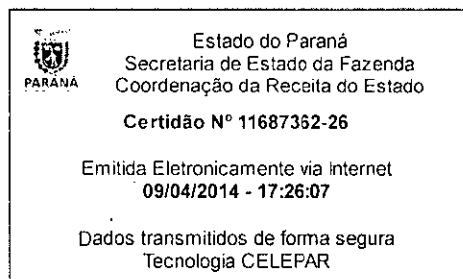 Estado do Paraná
Secretaria de Estado da Fazenda
PARANÁ
Coordenação da Receita do Estado
Certidão Nº 11687362-26
Emitida Eletronicamente via Internet
09/04/2014 - 17:26:07
Dados transmitidos de forma segura
Tecnologia CELEPAR